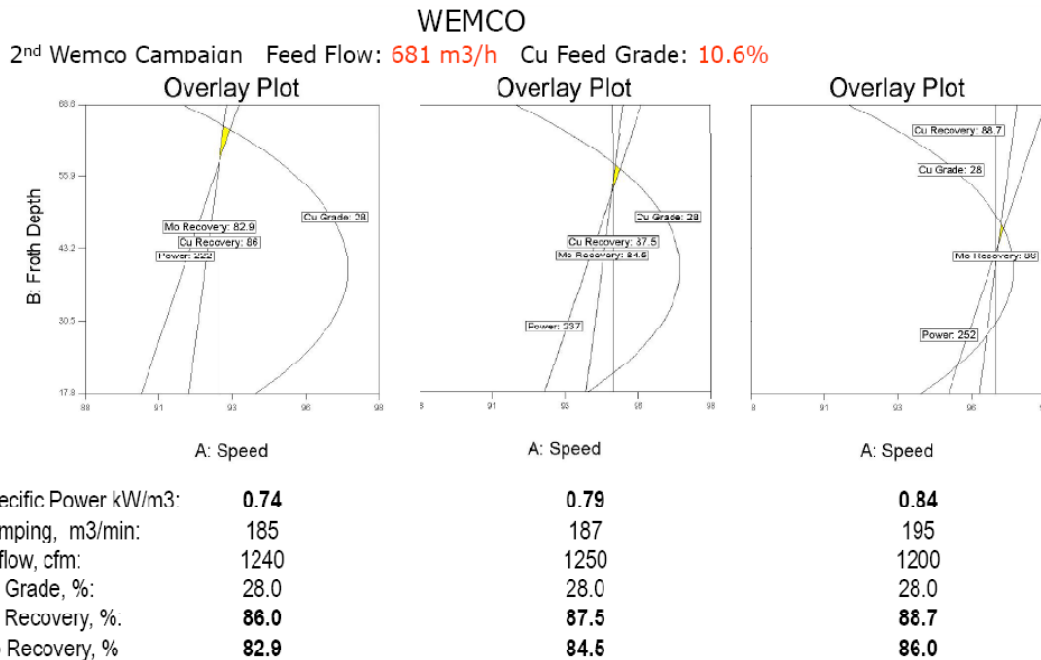 WEMCO
2nd Wemco Campaign Feed Flow: 681 m3/h Cu Feed Grade: 10.6%
Overlay Plot Overlay Plot Overlay Plot
68.6
55.9
43.2
30.5
17.8
B: Froth Depth
Mo Recovery: 82.9
Cu Recovery: 86
Power: 222
Cu Grade: 28
88 91 93 96 98
A: Speed
Cu Grade: 28
Cu Recovery: 87.5
Mo Recovery: 84.5
Power: 237
8 93 98
A: Speed
Cu Recovery: 88.7
Cu Grade: 28
Mo Recovery: 86
Power: 252
8 91 93 96 98
A: Speed
ecific Power kW/m3: 0.74 0.79 0.84
mping, m3/min: 185 187 195
flow, cfm: 1240 1250 1200
Grade, %: 28.0 28.0 28.0
Recovery, %: 86.0 87.5 88.7
Recovery, % 82.9 84.5 86.0